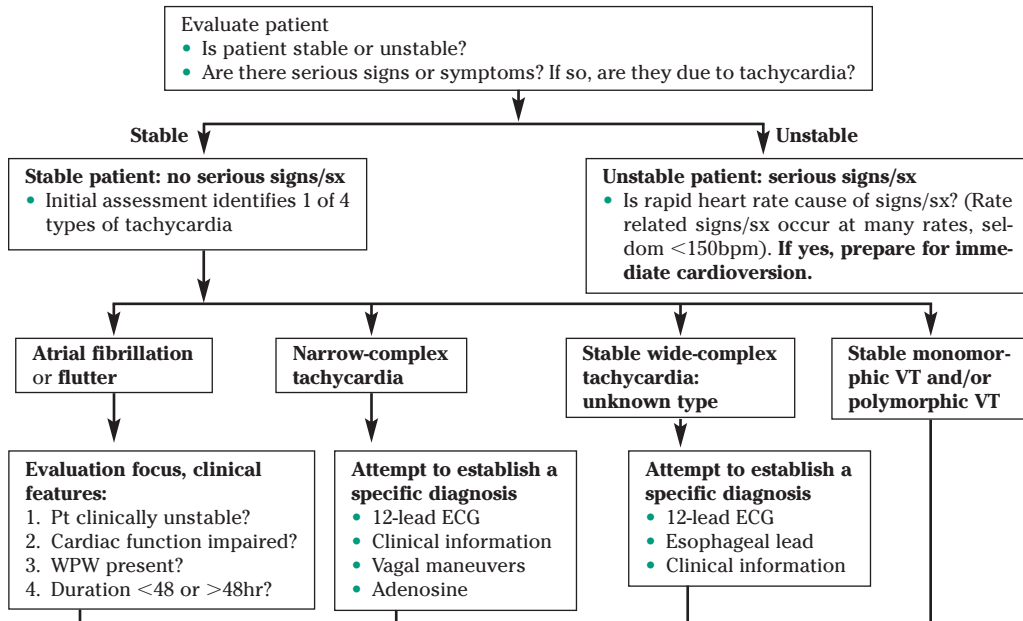 Evaluate patient
• Is patient stable or unstable?
• Are there serious signs or symptoms? If so, are they due to tachycardia?
Stable
Unstable
Stable patient: no serious signs/sx
• Initial assessment identifies 1 of 4
types of tachycardia
Unstable patient: serious signs/sx
• Is rapid heart rate cause of signs/sx? (Rate
related signs/sx occur at many rates, sel-
dom <150bpm). If yes, prepare for imme-
diate cardioversion.
Atrial fibrillation
or flutter
Narrow-complex
tachycardia
Stable wide-complex
tachycardia:
unknown type
Stable monomor-
phic VT and/or
polymorphic VT
Evaluation focus, clinical
features:
1. Pt clinically unstable?
2. Cardiac function impaired?
3. WPW present?
4. Duration <48 or >48hr?
Attempt to establish a
specific diagnosis
• 12-lead ECG
• Clinical information
• Vagal maneuvers
• Adenosine
Attempt to establish a
specific diagnosis
• 12-lead ECG
• Esophageal lead
• Clinical information